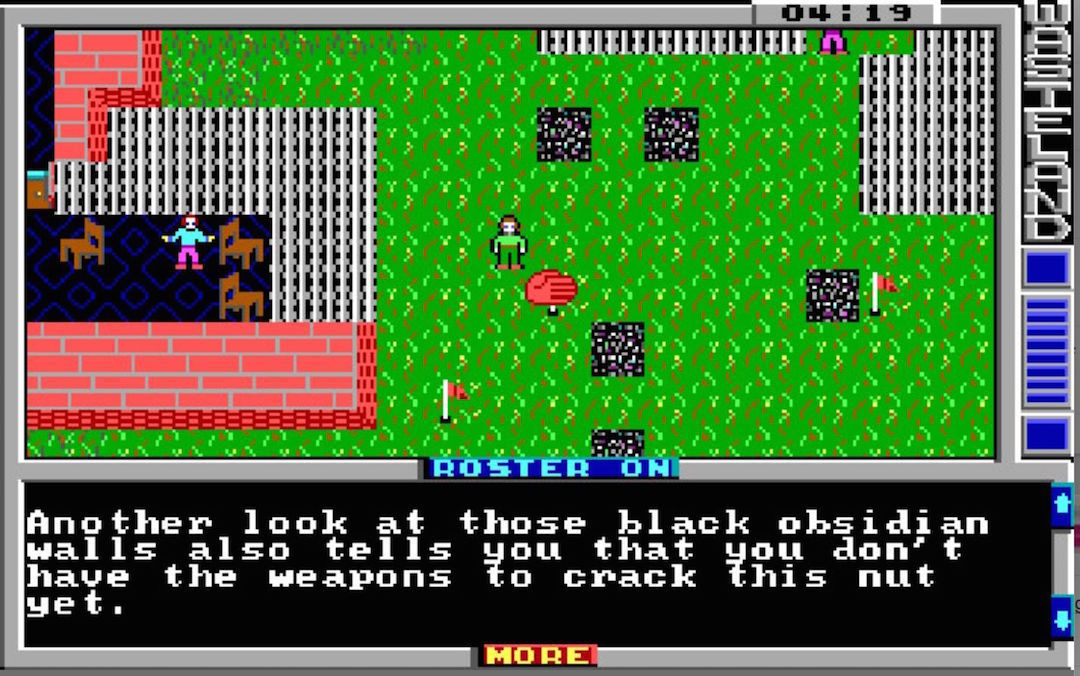 04:19
WASTELAND
ROSTER ON
Another look at those black obsidian
walls also tells you that you don't
have the weapons to crack this nut
yet.
MORE